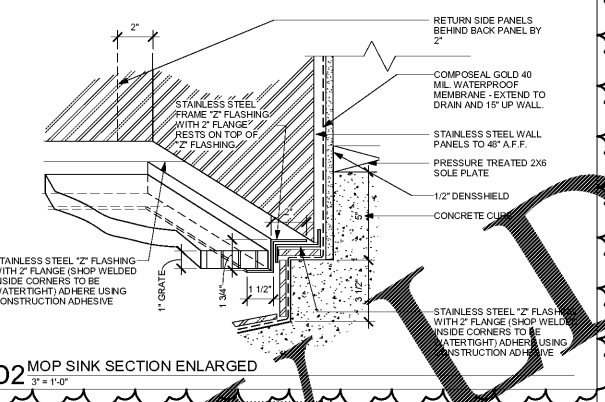 2"
RETURN SIDE PANELS
BEHIND BACK PANEL BY
2"
COMPOSEAL GOLD 40
MIL. WATERPROOF
MEMBRANE - EXTEND TO
DRAIN AND 15" UP WALL.
STAINLESS STEEL
FRAME "Z" FLASHING
WITH 2" FLANGE
RESTS ON TOP OF
"Z" FLASHING.
STAINLESS STEEL WALL
PANELS TO 48" A.F.F.
PRESSURE TREATED 2X6
SOLE PLATE
1/2" DENSSHIELD
CONCRETE CURB
2"
5"
TAINLESS STEEL "Z" FLASHING
WITH 2" FLANGE (SHOP WELDED
INSIDE CORNERS TO BE
WATERTIGHT) ADHERE USING
CONSTRUCTION ADHESIVE
1" GRATE
1 3/4"
1 1/2"
3 1/2"
STAINLESS STEEL "Z" FLASHING
WITH 2" FLANGE (SHOP WELDED
INSIDE CORNERS TO BE
WATERTIGHT) ADHERE USING
CONSTRUCTION ADHESIVE
02 MOP SINK SECTION ENLARGED
3" = 1'-0"